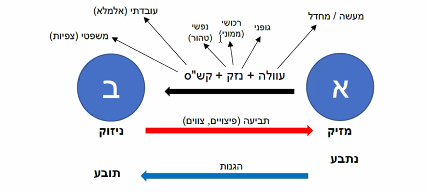 עובדתי (אלמלא)
נפשי
(טהור)
רכושי
(ממוני)
גופני
מעשה / מחדל
משפטי (צפיות)
עוולה + נזק + קש"ס
א
ב
מזיק
ניזוק
תביעה (פיצויים, צווים)
נתבע
תובע
הגנות